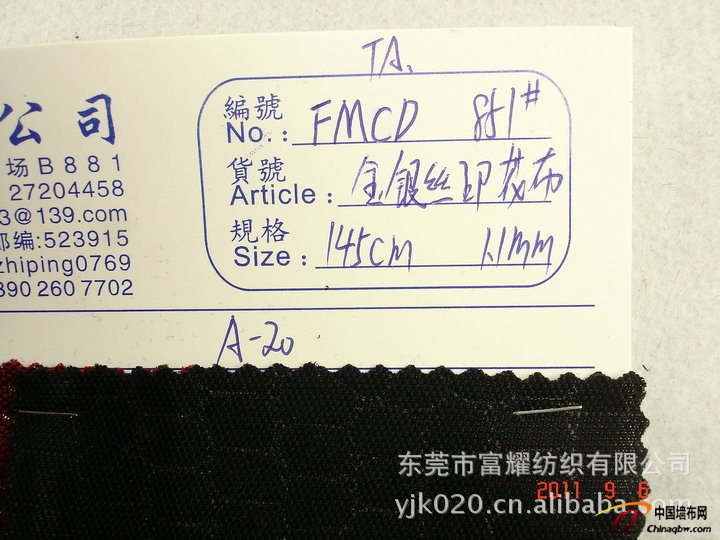 TA.
公司
场B881
27204458
3@139.com
邮编:523915
zhiping0769
390 260 7702
編號
No.: FMCD 851#
貨號
Article: 金银丝印花布
規格
Size: 145cm 1.1mm
A-20
东莞市富耀纺织有限公司
2011 9 6
yjk020.cn.alibaba.com
中国墙布网
Chinaqbw.com